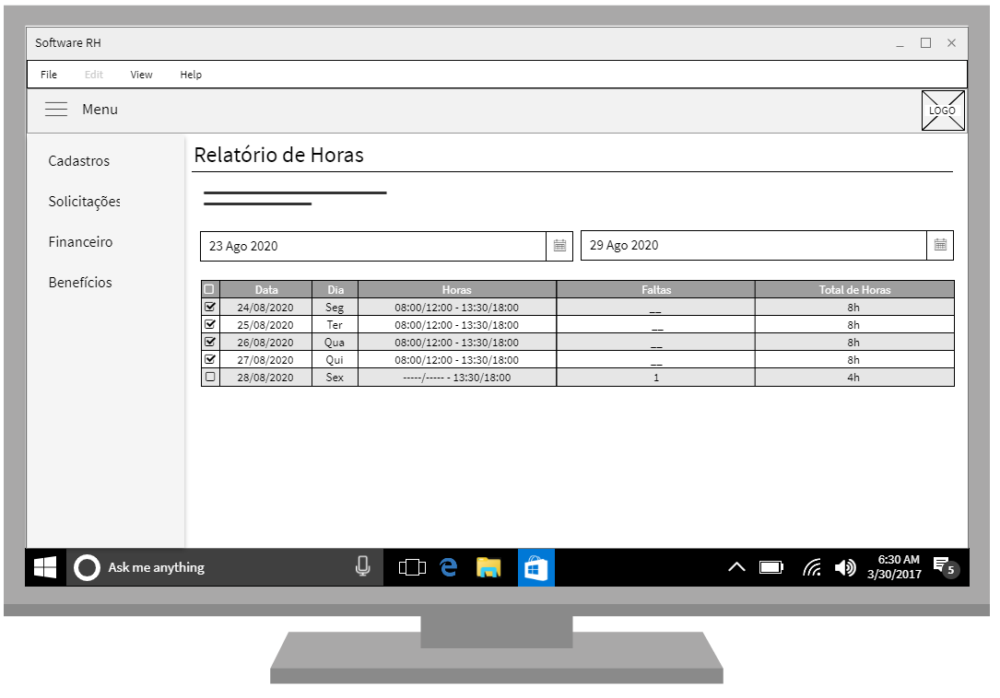 Software RH
File Edit View Help
Menu
LOGO
Cadastros
Solicitações
Financeiro
Benefícios
Relatório de Horas
23 Ago 2020 29 Ago 2020
Data Dia Horas Faltas Total de Horas
24/08/2020 Seg 08:00/12:00 - 13:30/18:00 __ 8h
25/08/2020 Ter 08:00/12:00 - 13:30/18:00 __ 8h
26/08/2020 Qua 08:00/12:00 - 13:30/18:00 __ 8h
27/08/2020 Qui 08:00/12:00 - 13:30/18:00 __ 8h
28/08/2020 Sex -----/----- - 13:30/18:00 1 4h
Ask me anything
6:30 AM
3/30/2017
5